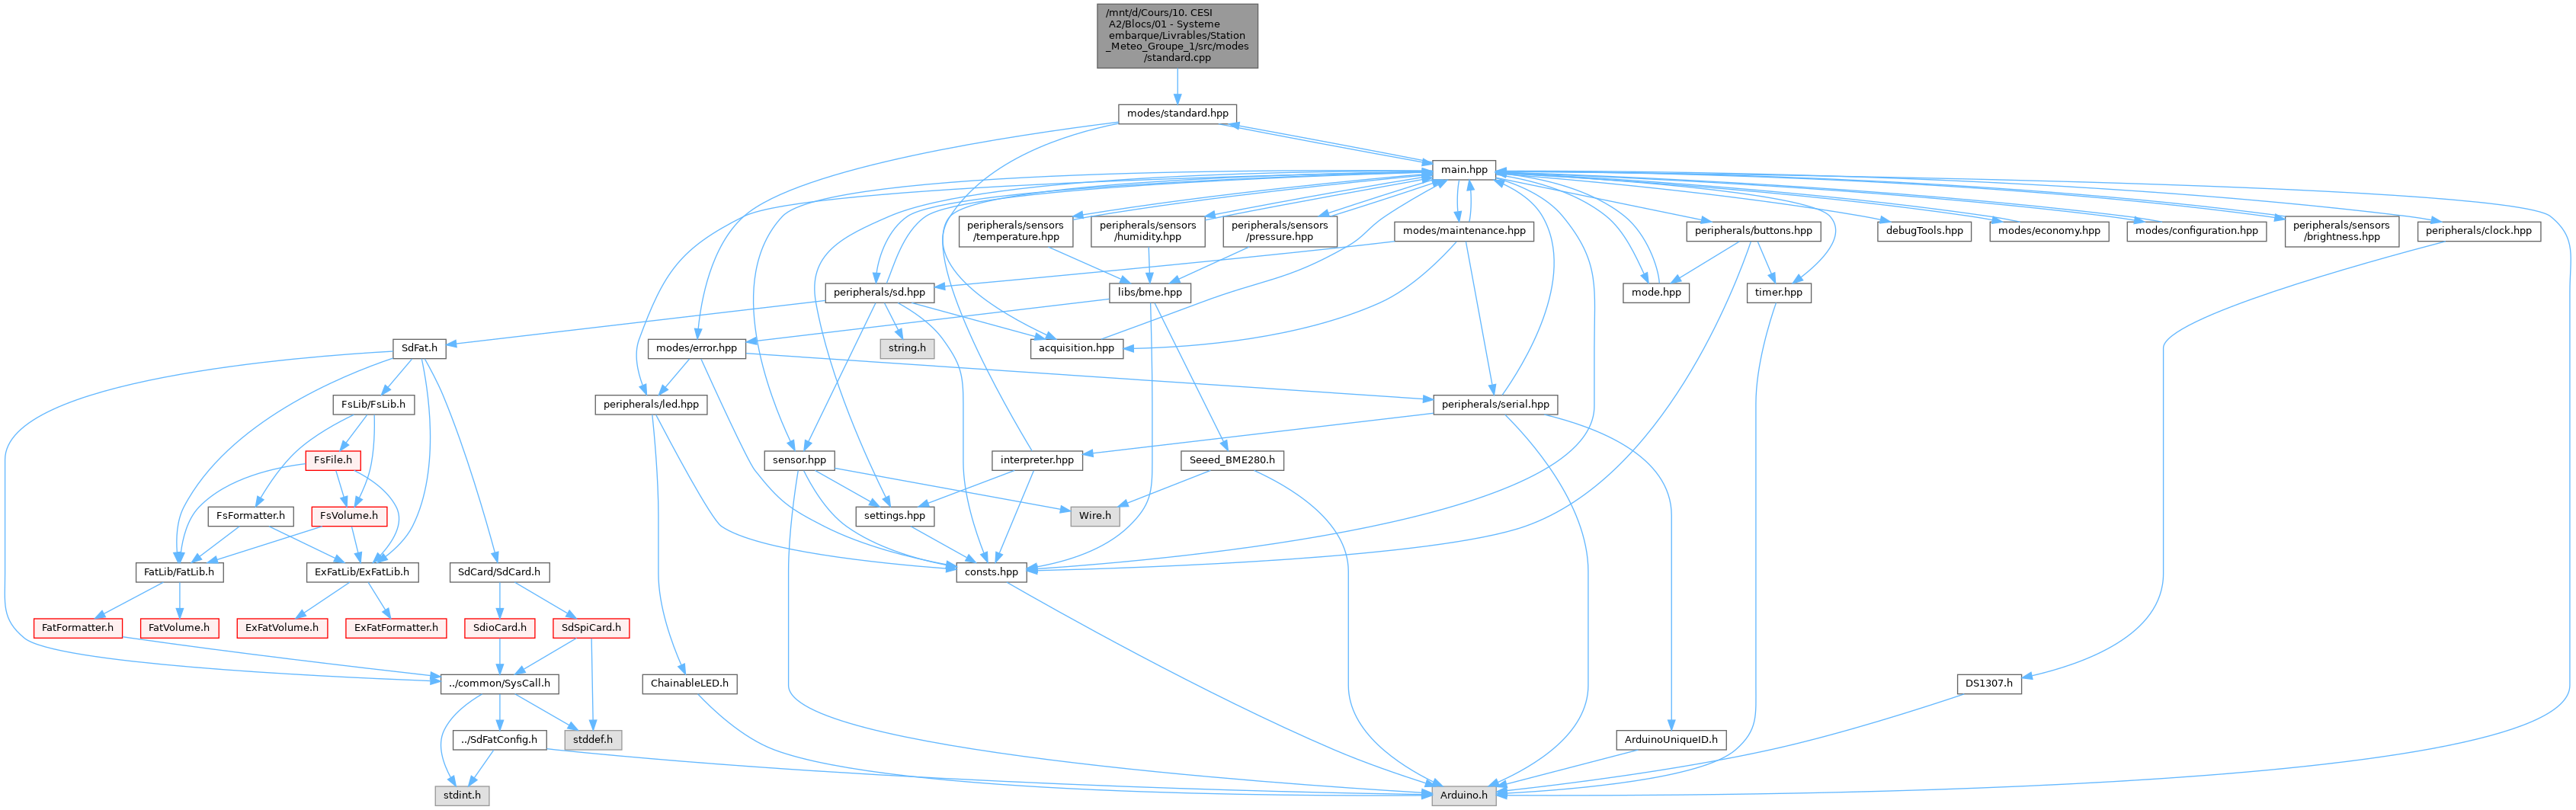 /mnt/d/Cours/10. CESI
A2/Blocs/01 - Systeme
embarque/Livrables/Station
_Meteo_Groupe_1/src/modes
/standard.cpp
modes/standard.hpp
main.hpp
peripherals/sensors
/temperature.hpp
peripherals/sensors
/humidity.hpp
peripherals/sensors
/pressure.hpp
modes/maintenance.hpp
peripherals/buttons.hpp
debugTools.hpp
modes/economy.hpp
modes/configuration.hpp
peripherals/sensors
/brightness.hpp
peripherals/clock.hpp
peripherals/sd.hpp
libs/bme.hpp
mode.hpp
timer.hpp
SdFat.h
modes/error.hpp
string.h
acquisition.hpp
FsLib/FsLib.h
peripherals/led.hpp
peripherals/serial.hpp
FsFile.h
sensor.hpp
interpreter.hpp
Seeed_BME280.h
FsFormatter.h
FsVolume.h
settings.hpp
Wire.h
FatLib/FatLib.h
ExFatLib/ExFatLib.h
SdCard/SdCard.h
consts.hpp
FatFormatter.h
FatVolume.h
ExFatVolume.h
ExFatFormatter.h
SdioCard.h
SdSpiCard.h
../common/SysCall.h
ChainableLED.h
DS1307.h
../SdFatConfig.h
stddef.h
ArduinoUniqueID.h
stdint.h
Arduino.h